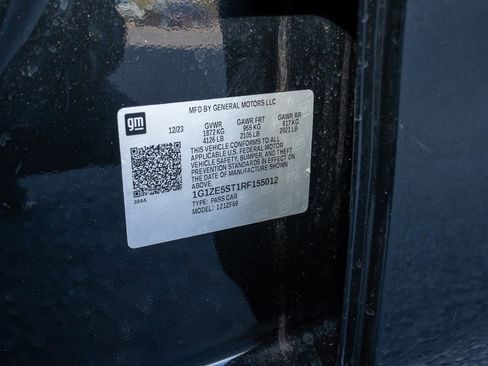 gm
MFD BY GENERAL MOTORS LLC
12/23 GVWR GAWR FRT GAWR RR
1872 KG 955 KG 917 KG
4126 LB 2105 LB 2021 LB
THIS VEHICLE CONFORMS TO ALL
APPLICABLE U.S. FEDERAL MOTOR
VEHICLE SAFETY, BUMPER, AND THEFT
PREVENTION STANDARDS IN EFFECT ON
THE DATE OF MANUFACTURE SHOWN
ABOVE.
384A
1G1ZE5ST1RF155012
TYPE: PASS CAR
MODEL: 121ZF69